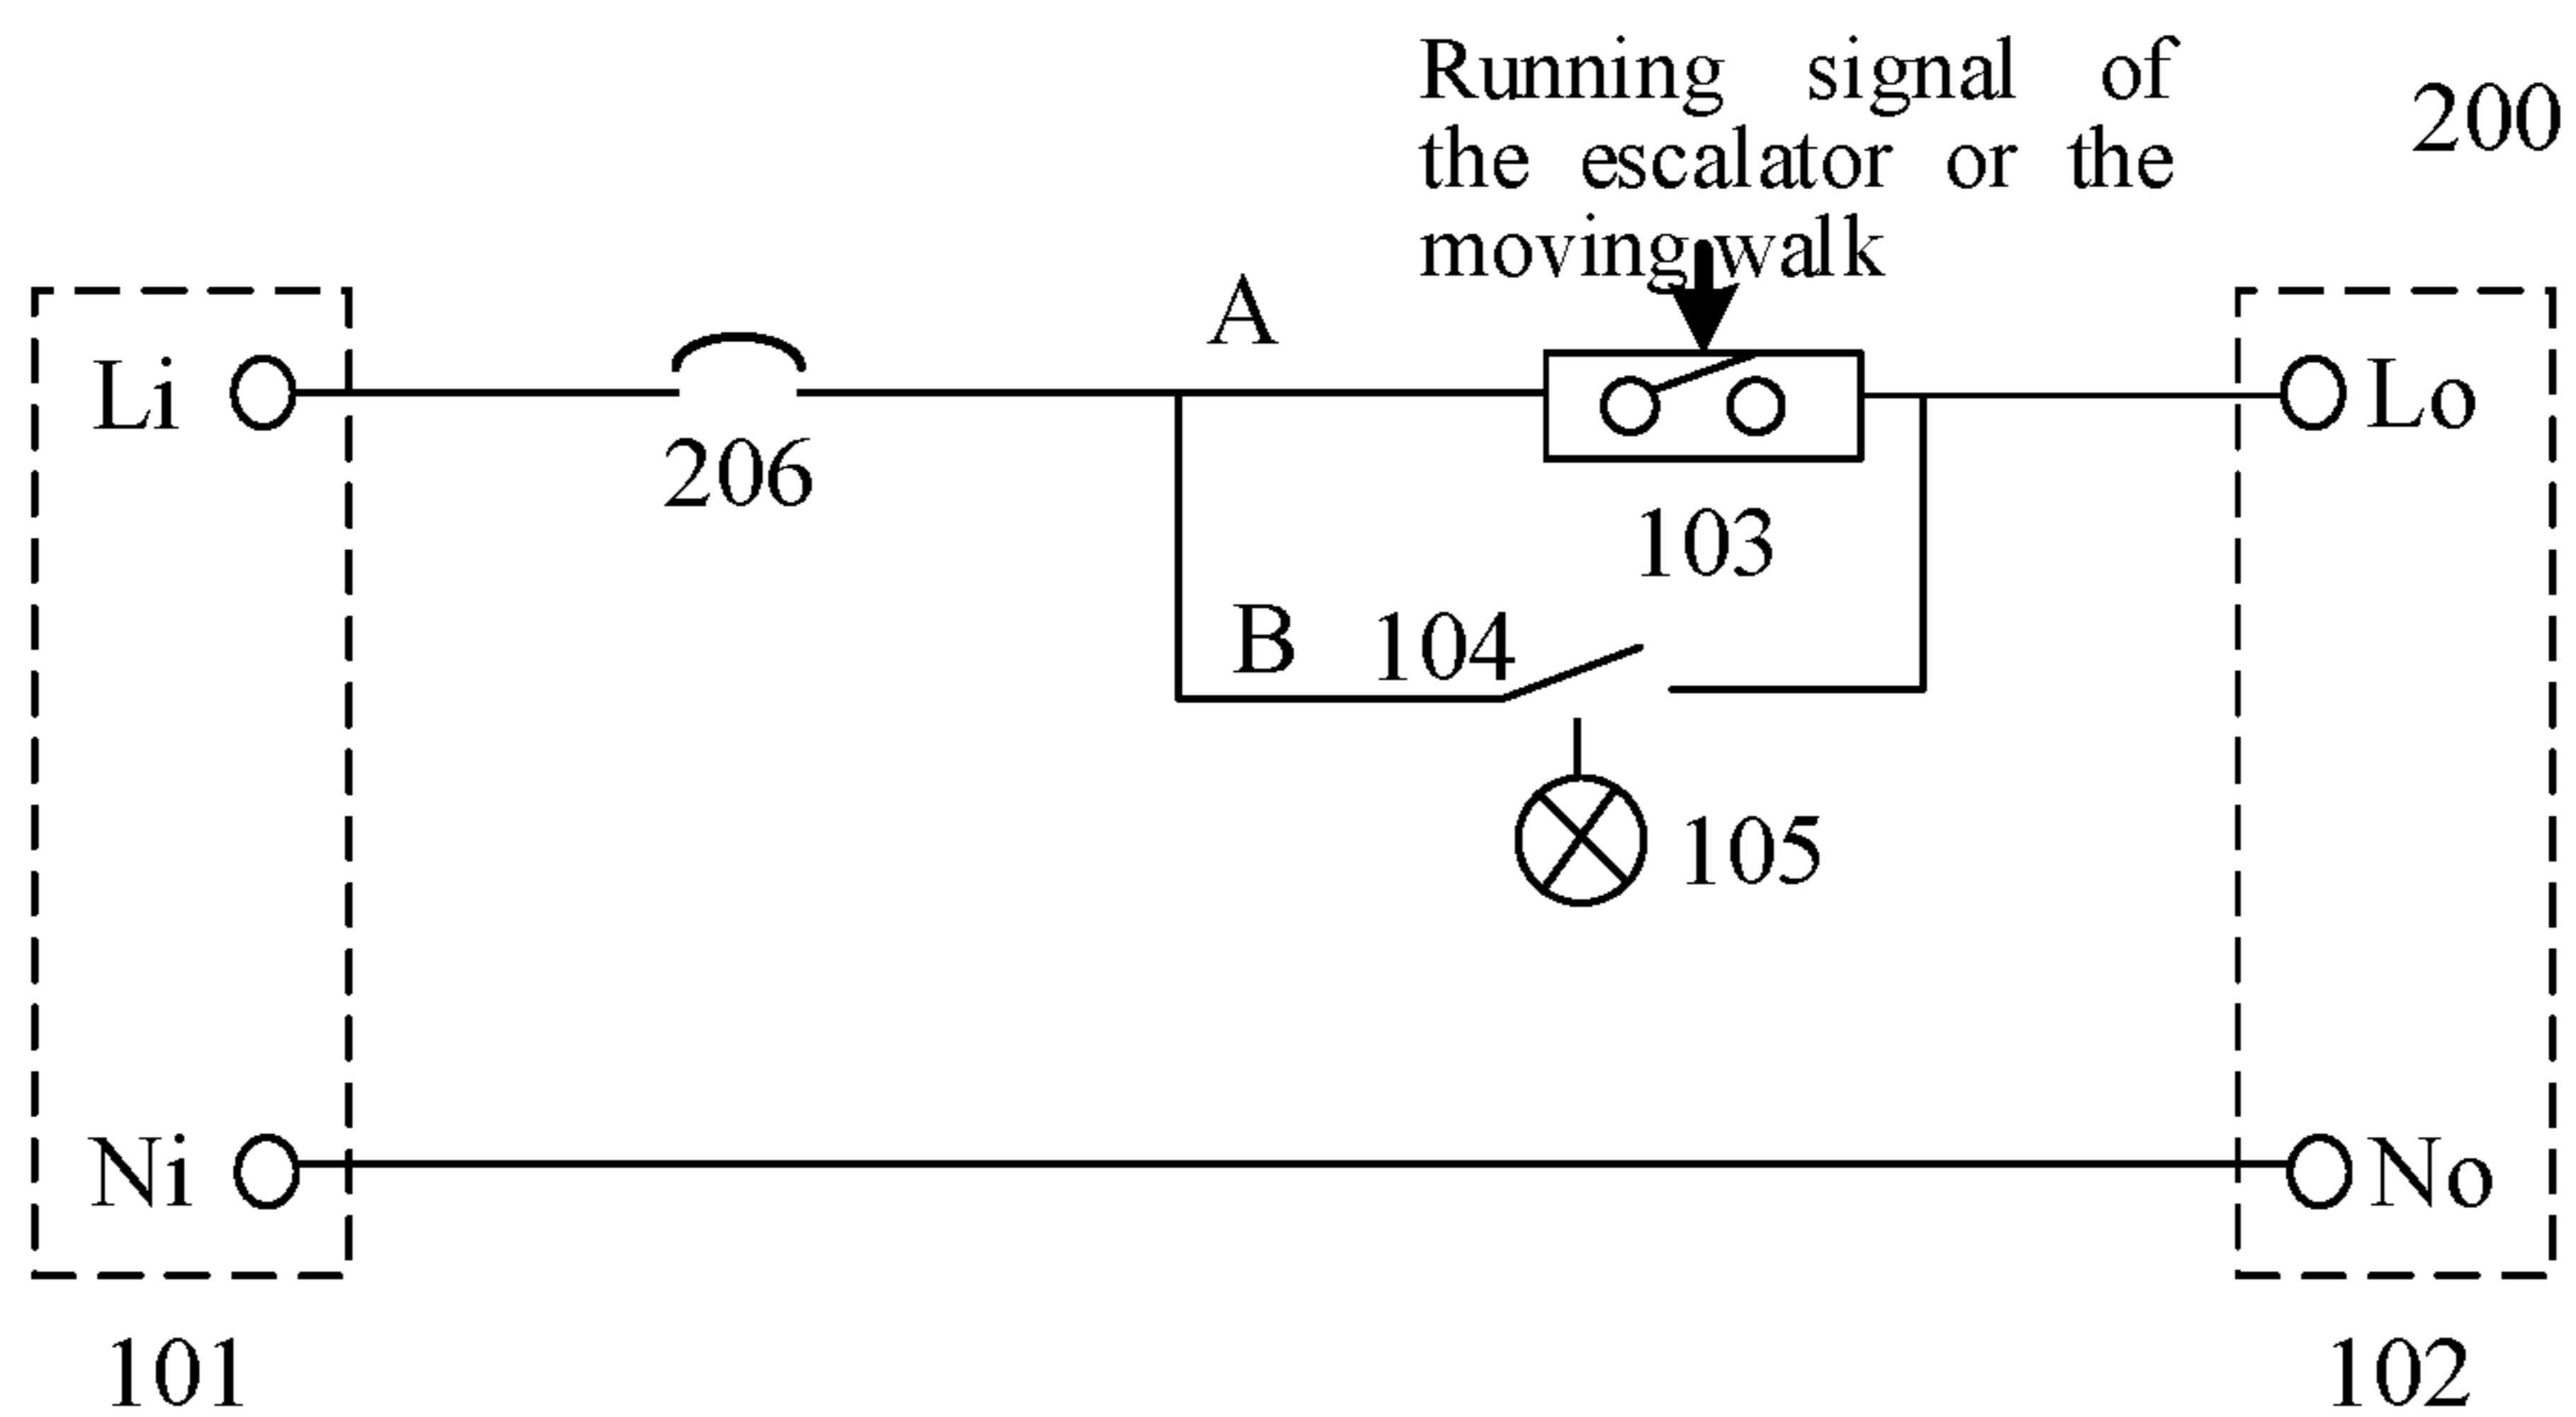 Running signal of
the escalator or the
moving walk
200
A
Li
Lo
206
103
B 104
105
Ni
No
101
102